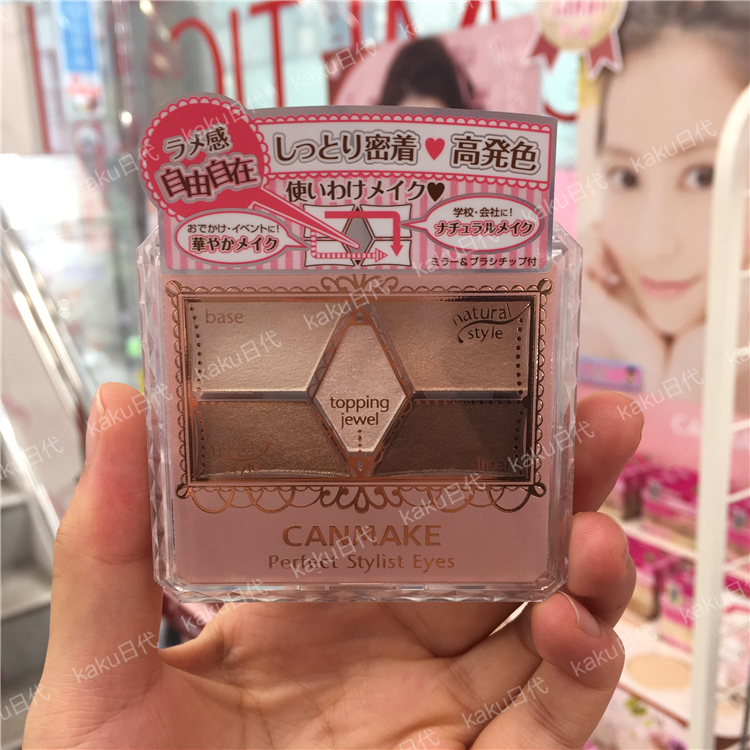 ラメ感
自由自在
しっとり密着♥高発色
使いわけメイク♥
おでかけ・イベントに!
華やかメイク
学校・会社に!
ナチュラルメイク
ミラー&ブラシチップ付
base
natural
style
topping
jewel
CANMAKE
Perfect Stylist Eyes
kaku日代